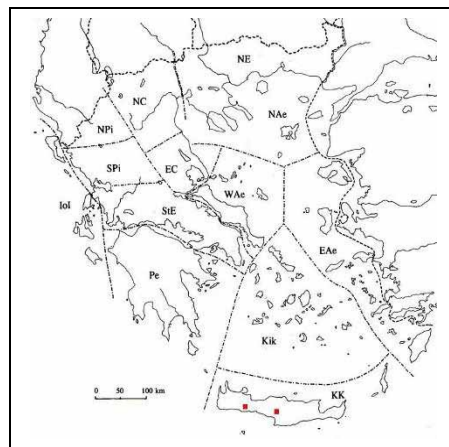 NE
NC
NAe
NPi
SPi
EC
WAe
IoI
StE
EAe
Pe
Kik
KK
0 50 100 km